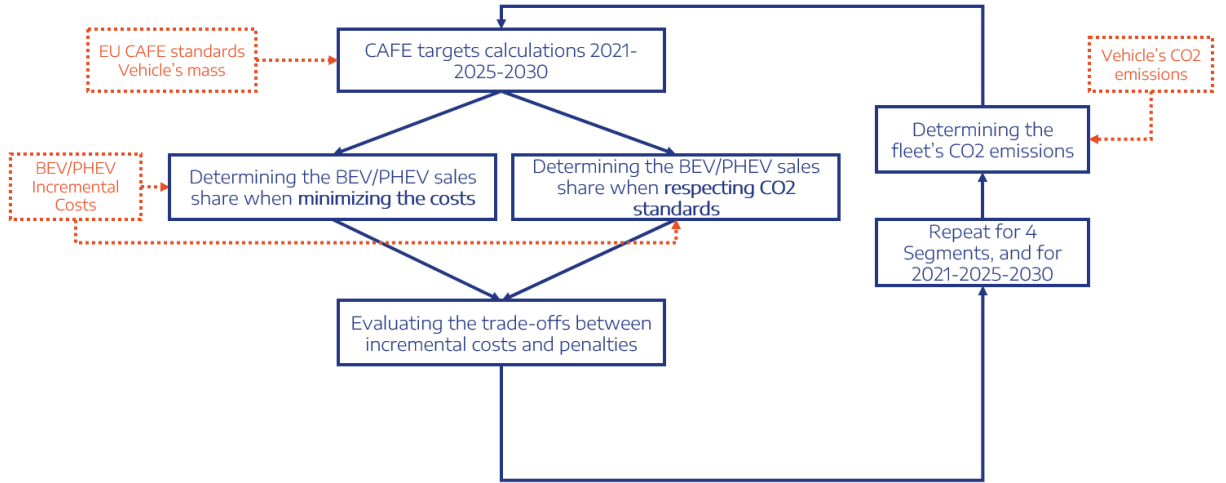 EU CAFE standards
Vehicle's mass
CAFE targets calculations 2021-
2025-2030
Vehicle's CO2
emissions
Determining the
fleet's CO2 emissions
BEV/PHEV
Incremental
Costs
Determining the BEV/PHEV sales
share when minimizing the costs
Determining the BEV/PHEV sales
share when respecting CO2
standards
Repeat for 4
Segments, and for
2021-2025-2030
Evaluating the trade-offs between
incremental costs and penalties